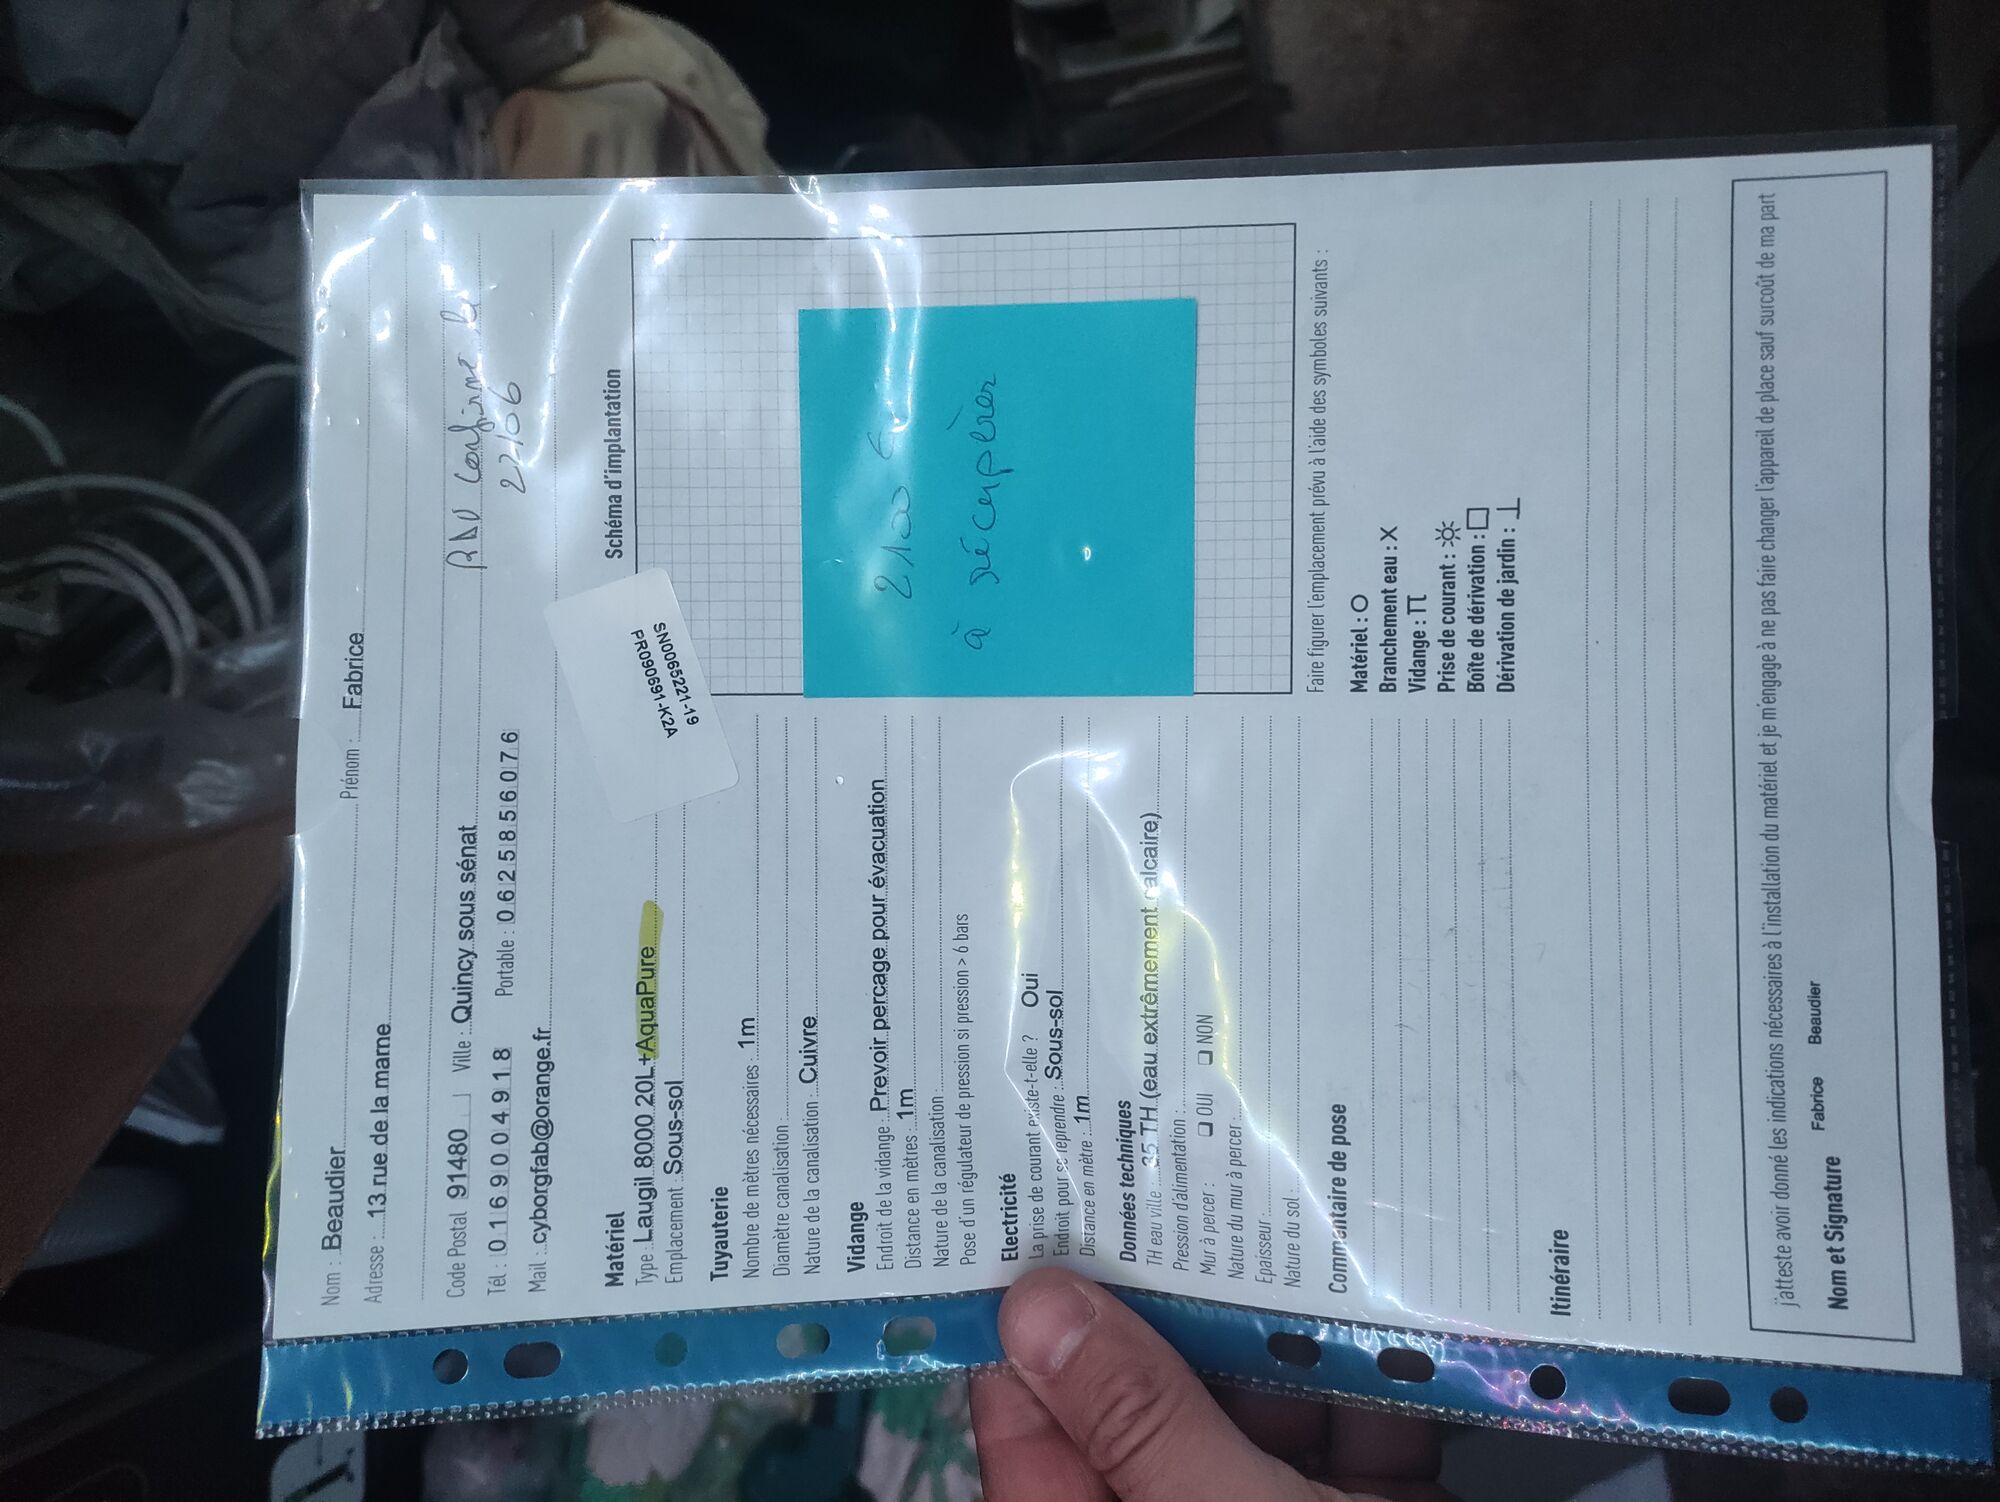 Nom : Beaudier Prénom : Fabrice
Adresse : 13 rue de la marne
Code Postal 91480 Ville : Quincy sous sénat
Tél : 0169004918 Portable : 0625856076
Mail : cyborgfab@orange.fr
RDV Confirmé le
22/06
Matériel
Type : Laugil 8000 20L+AquaPure
Emplacement : Sous-sol
SN0065221-19
PR090691-K2A
Tuyauterie
Nombre de mètres nécessaires : 1m
Diamètre canalisation :
Nature de la canalisation : Cuivre
Vidange
Endroit de la vidange : Prevoir percage pour évacuation
Distance en mètres : 1m
Nature de la canalisation :
Pose d'un régulateur de pression si pression > 6 bars
Electricité
La prise de courant existe-t-elle ? Oui
Endroit pour se reprendre : Sous-sol
Distance en mètre : 1m
Données techniques
TH eau ville : 35 TH (eau extrêmement calcaire)
Pression d'alimentation :
Mur à percer : ❑ OUI ❑ NON
Nature du mur à percer :
Epaisseur :
Nature du sol :
Schéma d'implantation
2100 €
à récupérer
Faire figurer l'emplacement prévu à l'aide des symboles suivants :
Matériel : O
Branchement eau : X
Vidange : π
Prise de courant : ☼
Boîte de dérivation : □
Dérivation de jardin : ⊥
Commentaire de pose
Itinéraire
j'atteste avoir donné les indications nécessaires à l'installation du matériel et je m'engage à ne pas faire changer l'appareil de place sauf surcoût de ma part
Nom et Signature Fabrice Beaudier